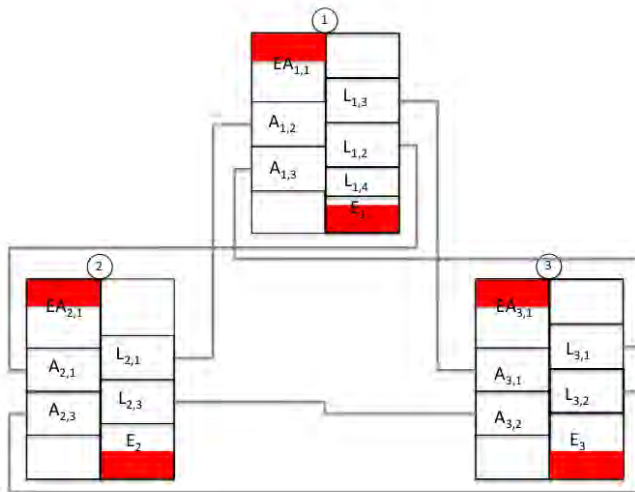 1
EA1,1
L1,3
A1,2
L1,2
A1,3
L1,4
E1
2
EA2,1
L2,1
A2,1
L2,3
A2,3
E2
3
EA3,1
L3,1
A3,1
L3,2
A3,2
E3